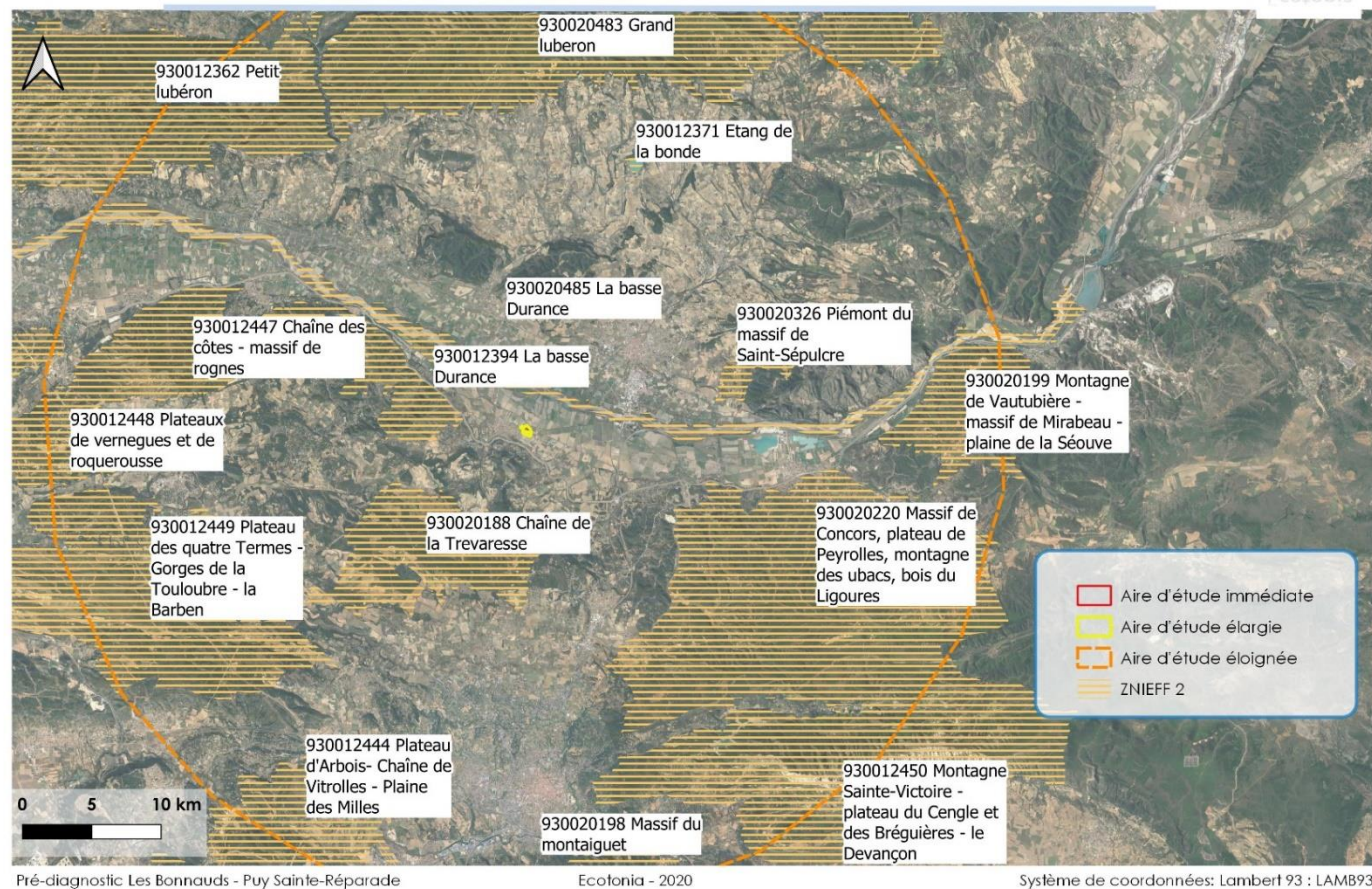 930020483 Grand
luberon
930012362 Petit
lubéron
930012371 Etang de
la bonde
930020485 La basse
Durance
930012447 Chaîne des
côtes - massif de
rognes
930020326 Piémont du
massif de
Saint-Sépulcre
930012394 La basse
Durance
930020199 Montagne
de Vautubière -
massif de Mirabeau -
plaine de la Séouve
930012448 Plateaux
de vernegues et de
roquerousse
930012449 Plateau
des quatre Termes -
Gorges de la
Touloubre - la
Barben
930020188 Chaîne de
la Trevaresse
930020220 Massif de
Concors, plateau de
Peyrolles, montagne
des ubacs, bois du
Ligoures
Aire d'étude immédiate
Aire d'étude élargie
Aire d'étude éloignée
ZNIEFF 2
930012444 Plateau
d'Arbois- Chaîne de
Vitrolles - Plaine
des Milles
930020198 Massif du
montaiguet
930012450 Montagne
Sainte-Victoire -
plateau du Cengle et
des Bréguières - le
Devançon
0 5 10 km
Pré-diagnostic Les Bonnauds - Puy Sainte-Réparade Ecotonia - 2020 Système de coordonnées: Lambert 93 : LAMB93